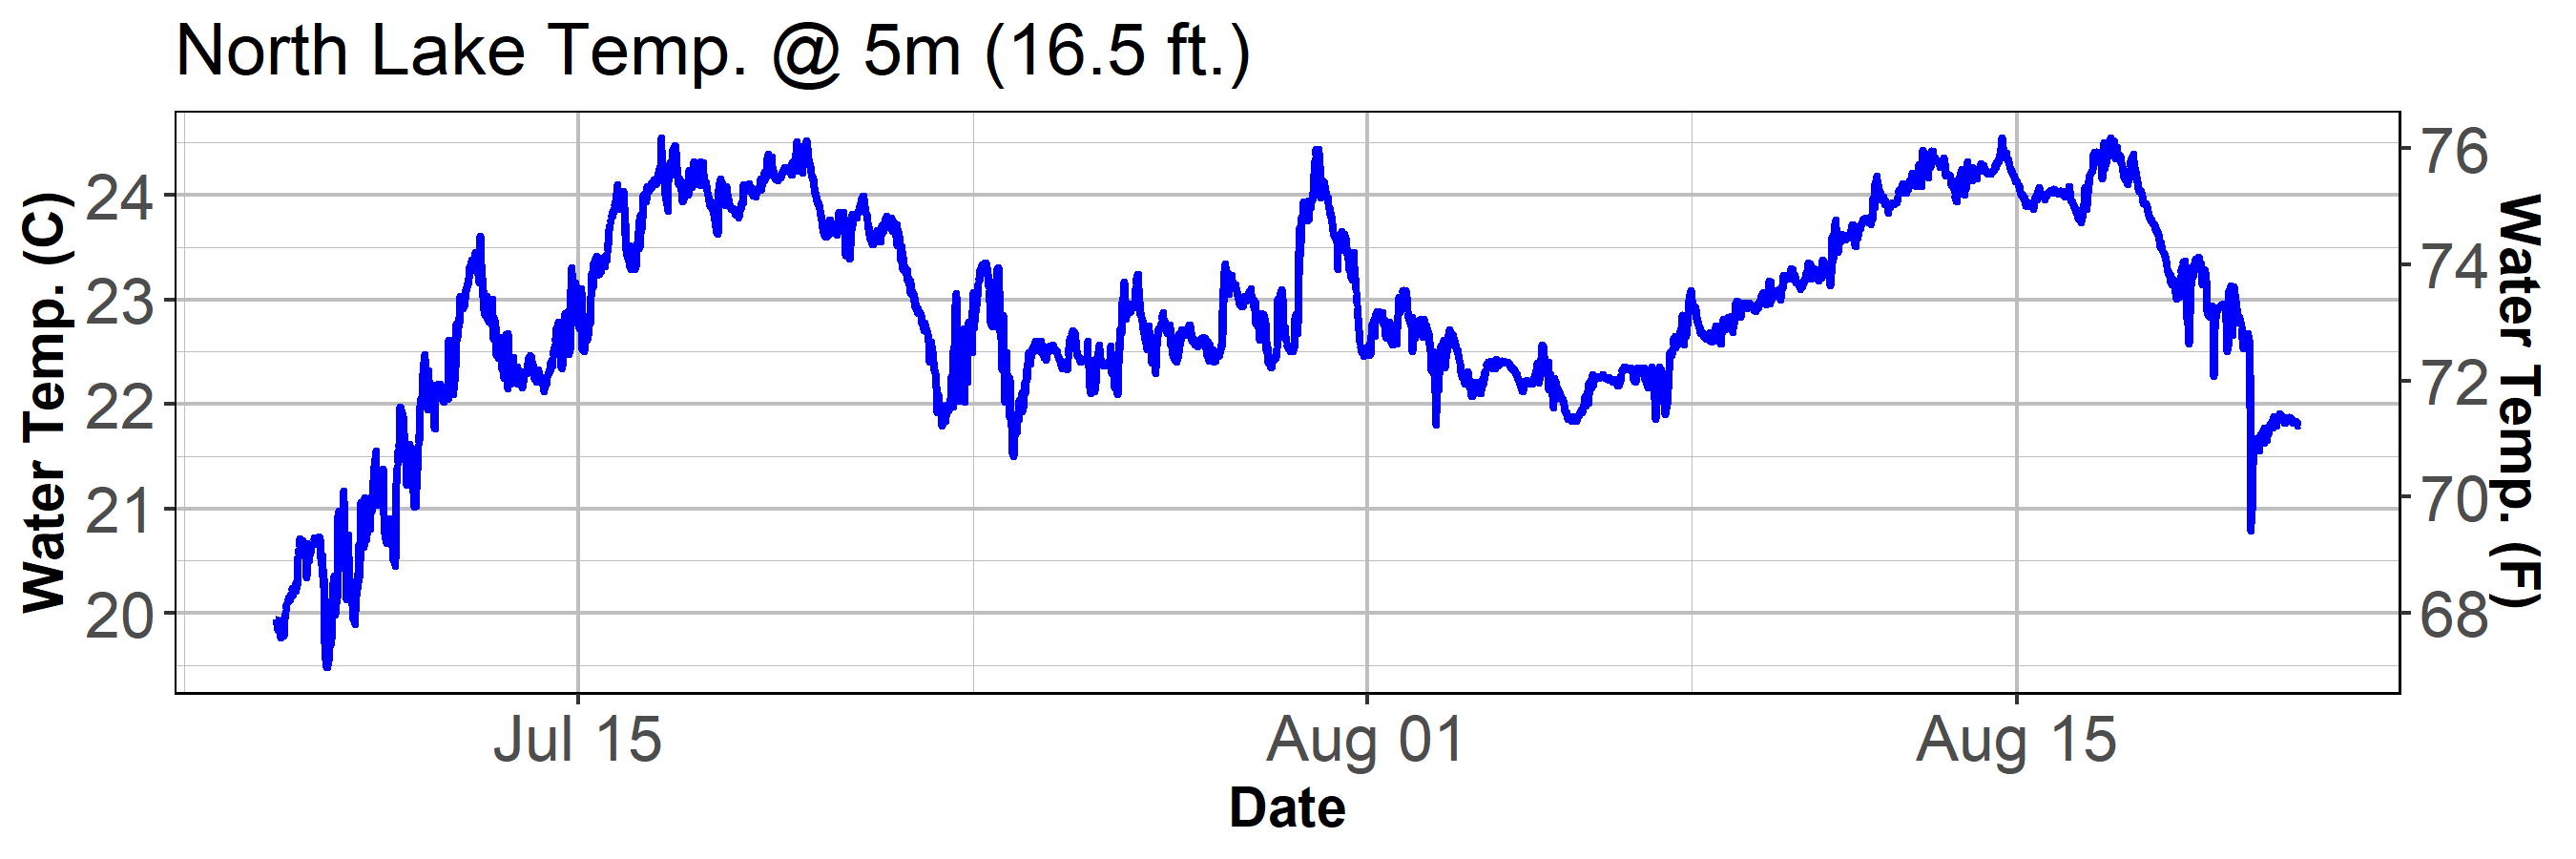 North Lake Temp. @ 5m (16.5 ft.)
Water Temp. (C)
24
23
22
21
20
76
74
72
70
68
Water Temp. (F)
Jul 15
Aug 01
Aug 15
Date